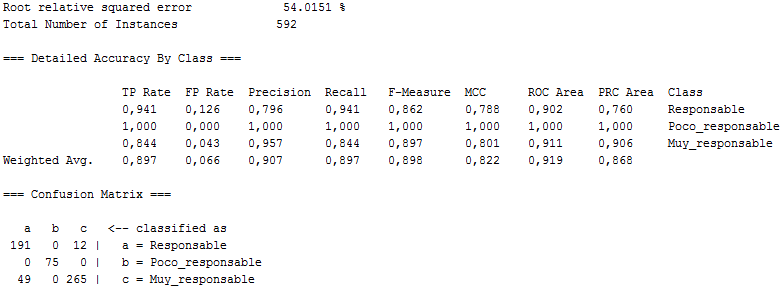 Root relative squared error 54.0151 %
Total Number of Instances 592
=== Detailed Accuracy By Class ===
TP Rate FP Rate Precision Recall F-Measure MCC ROC Area PRC Area Class
0,941 0,126 0,796 0,941 0,862 0,788 0,902 0,760 Responsable
1,000 0,000 1,000 1,000 1,000 1,000 1,000 1,000 Poco_responsable
0,844 0,043 0,957 0,844 0,897 0,801 0,911 0,906 Muy_responsable
Weighted Avg. 0,897 0,066 0,907 0,897 0,898 0,822 0,919 0,868
=== Confusion Matrix ===
a b c <-- classified as
191 0 12 | a = Responsable
0 75 0 | b = Poco_responsable
49 0 265 | c = Muy_responsable